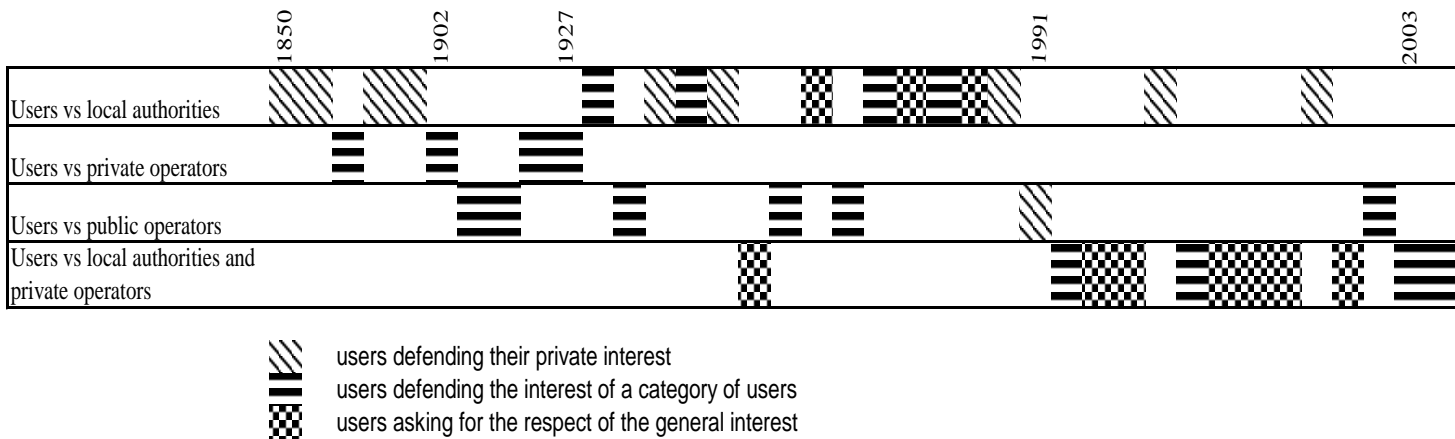 1850
1902
1927
1991
2003
Users vs local authorities
Users vs private operators
Users vs public operators
Users vs local authorities and
private operators
users defending their private interest
users defending the interest of a category of users
users asking for the respect of the general interest